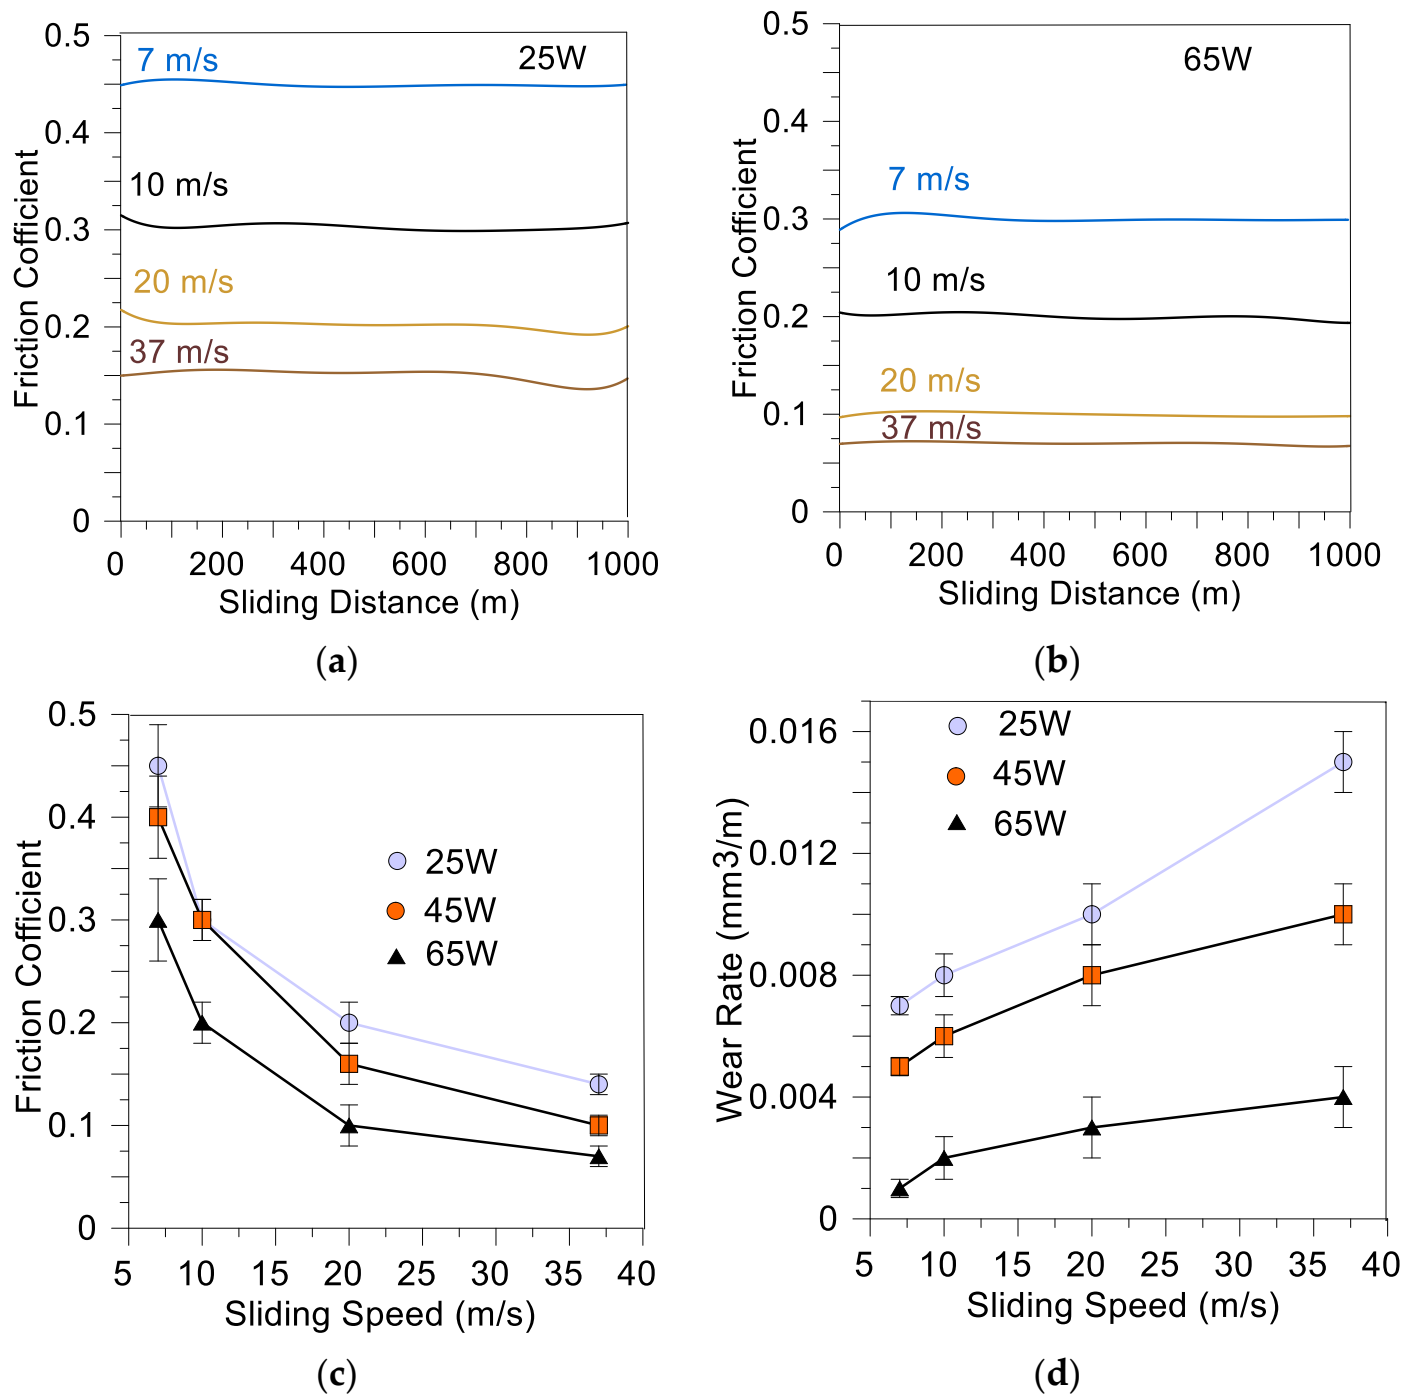 0.5
0.4
0.3
0.2
0.1
0
Friction Cofficient
7 m/s
25W
10 m/s
20 m/s
37 m/s
0 200 400 600 800 1000
Sliding Distance (m)
(a)
0.5
0.4
0.3
0.2
0.1
0
Friction Cofficient
65W
7 m/s
10 m/s
20 m/s
37 m/s
0 200 400 600 800 1000
Sliding Distance (m)
(b)
0.5
0.4
0.3
0.2
0.1
0
Friction Cofficient
25W
45W
65W
5 10 15 20 25 30 35 40
Sliding Speed (m/s)
(c)
0.016
0.012
0.008
0.004
0
Wear Rate (mm3/m)
25W
45W
65W
5 10 15 20 25 30 35 40
Sliding Speed (m/s)
(d)